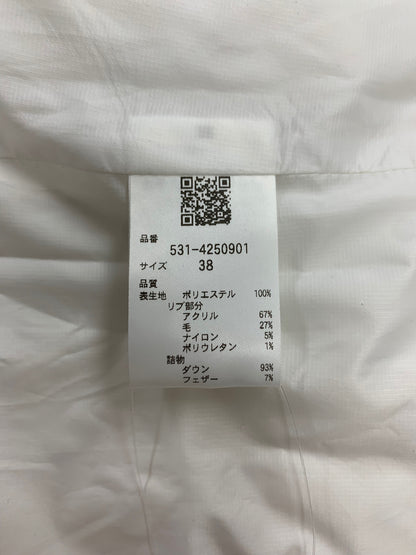 品番
531-4250901
サイズ 38
品質
表生地 ポリエステル 100%
リブ部分
アクリル 67%
毛 27%
ナイロン 5%
ポリウレタン 1%
詰物
ダウン 93%
フェザー 7%